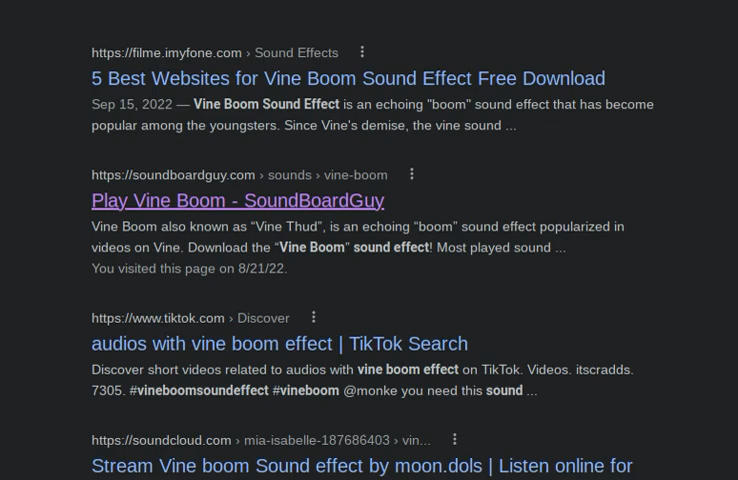 https://filme.imyfone.com › Sound Effects
5 Best Websites for Vine Boom Sound Effect Free Download
Sep 15, 2022 — Vine Boom Sound Effect is an echoing "boom" sound effect that has become
popular among the youngsters. Since Vine's demise, the vine sound ...
https://soundboardguy.com › sounds › vine-boom
Play Vine Boom - SoundBoardGuy
Vine Boom also known as “Vine Thud”, is an echoing “boom” sound effect popularized in
videos on Vine. Download the “Vine Boom” sound effect! Most played sound ...
You visited this page on 8/21/22.
https://www.tiktok.com › Discover
audios with vine boom effect | TikTok Search
Discover short videos related to audios with vine boom effect on TikTok. Videos. itscradds.
7305. #vineboomsoundeffect #vineboom @monke you need this sound ...
https://soundcloud.com › mia-isabelle-187686403 › vin...
Stream Vine boom Sound effect by moon.dols | Listen online for